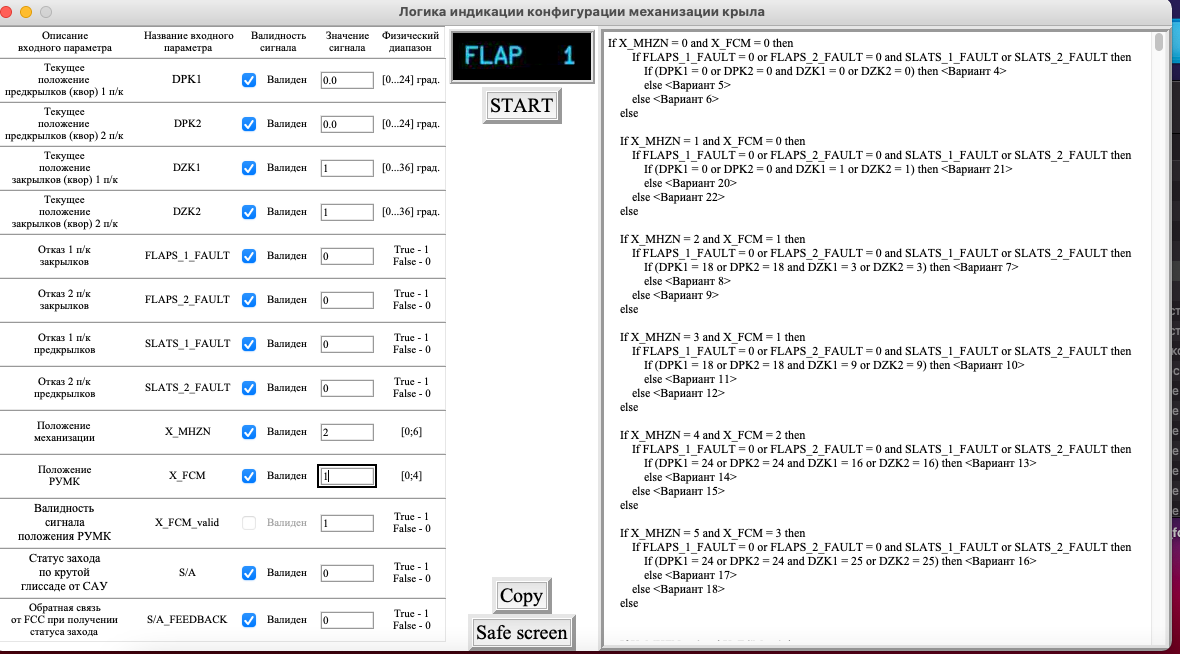 Логика индикации конфигурации механизации крыла
Описание
входного параметра
Название входного
параметра
Валидность
сигнала
Значение
сигнала
Физический
диапазон
Текущее
положение
предкрылков (квор) 1 п/к
DPK1
Валиден
0.0
[0...24] град.
Текущее
положение
предкрылков (квор) 2 п/к
DPK2
Валиден
0.0
[0...24] град.
Текущее
положение
закрылков (квор) 1 п/к
DZK1
Валиден
1
[0...36] град.
Текущее
положение
закрылков (квор) 2 п/к
DZK2
Валиден
1
[0...36] град.
Отказ 1 п/к
закрылков
FLAPS_1_FAULT
Валиден
0
True - 1
False - 0
Отказ 2 п/к
закрылков
FLAPS_2_FAULT
Валиден
0
True - 1
False - 0
Отказ 1 п/к
предкрылков
SLATS_1_FAULT
Валиден
0
True - 1
False - 0
Отказ 2 п/к
предкрылков
SLATS_2_FAULT
Валиден
0
True - 1
False - 0
Положение
механизации
X_MHZN
Валиден
2
[0;6]
Положение
РУМК
X_FCM
Валиден
1
[0;4]
Валидность
сигнала
положения РУМК
X_FCM_valid
Валиден
1
True - 1
False - 0
Статус захода
по крутой
глиссаде от САУ
S/A
Валиден
0
True - 1
False - 0
Обратная связь
от FCC при получении
статуса захода
S/A_FEEDBACK
Валиден
0
True - 1
False - 0
FLAP 1
START
Copy
Safe screen
If X_MHZN = 0 and X_FCM = 0 then
If FLAPS_1_FAULT = 0 or FLAPS_2_FAULT = 0 and SLATS_1_FAULT or SLATS_2_FAULT then
If (DPK1 = 0 or DPK2 = 0 and DZK1 = 0 or DZK2 = 0) then <Вариант 4>
else <Вариант 5>
else <Вариант 6>
else
If X_MHZN = 1 and X_FCM = 0 then
If FLAPS_1_FAULT = 0 or FLAPS_2_FAULT = 0 and SLATS_1_FAULT or SLATS_2_FAULT then
If (DPK1 = 0 or DPK2 = 0 and DZK1 = 1 or DZK2 = 1) then <Вариант 21>
else <Вариант 20>
else <Вариант 22>
else
If X_MHZN = 2 and X_FCM = 1 then
If FLAPS_1_FAULT = 0 or FLAPS_2_FAULT = 0 and SLATS_1_FAULT or SLATS_2_FAULT then
If (DPK1 = 18 or DPK2 = 18 and DZK1 = 3 or DZK2 = 3) then <Вариант 7>
else <Вариант 8>
else <Вариант 9>
else
If X_MHZN = 3 and X_FCM = 1 then
If FLAPS_1_FAULT = 0 or FLAPS_2_FAULT = 0 and SLATS_1_FAULT or SLATS_2_FAULT then
If (DPK1 = 18 or DPK2 = 18 and DZK1 = 9 or DZK2 = 9) then <Вариант 10>
else <Вариант 11>
else <Вариант 12>
else
If X_MHZN = 4 and X_FCM = 2 then
If FLAPS_1_FAULT = 0 or FLAPS_2_FAULT = 0 and SLATS_1_FAULT or SLATS_2_FAULT then
If (DPK1 = 24 or DPK2 = 24 and DZK1 = 16 or DZK2 = 16) then <Вариант 13>
else <Вариант 14>
else <Вариант 15>
else
If X_MHZN = 5 and X_FCM = 3 then
If FLAPS_1_FAULT = 0 or FLAPS_2_FAULT = 0 and SLATS_1_FAULT or SLATS_2_FAULT then
If (DPK1 = 24 or DPK2 = 24 and DZK1 = 25 or DZK2 = 25) then <Вариант 16>
else <Вариант 17>
else <Вариант 18>
else